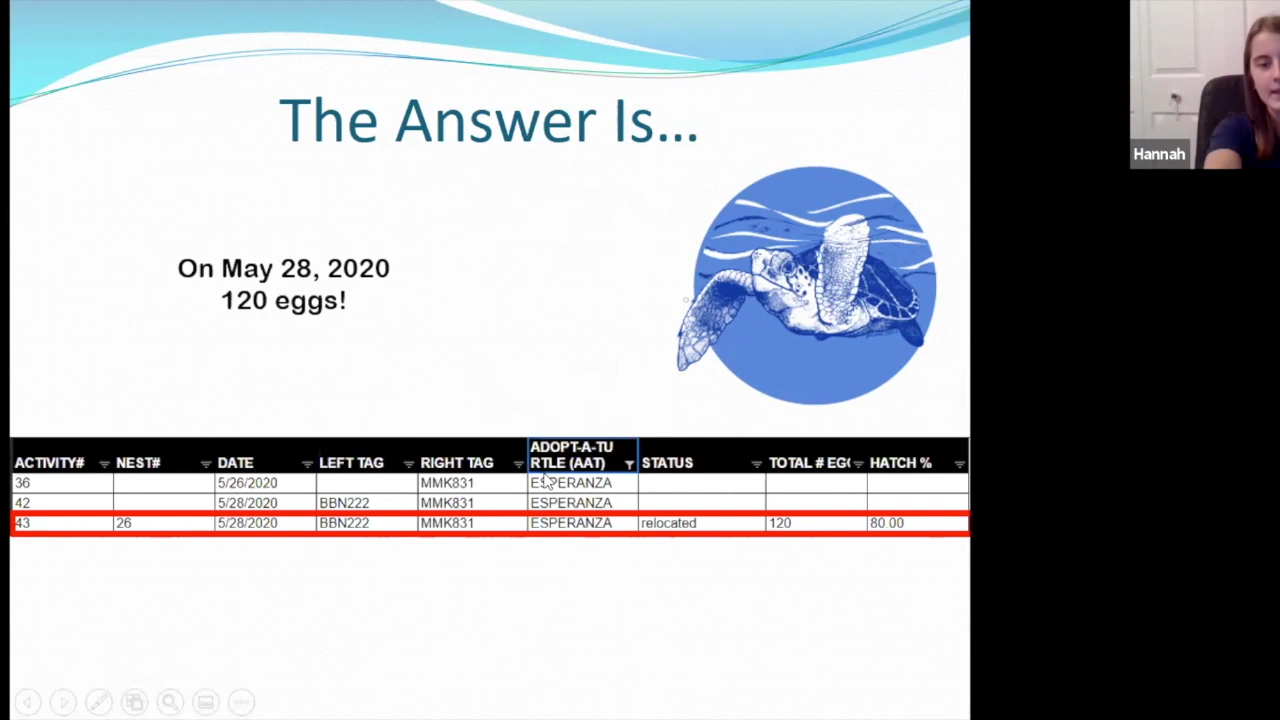 The Answer Is...
Hannah
On May 28, 2020
120 eggs!
ACTIVITY# NEST# DATE LEFT TAG RIGHT TAG ADOPT-A-TU
RTLE (AAT) STATUS TOTAL # EG HATCH %
36 5/26/2020 MMK831 ESPERANZA
42 5/28/2020 BBN222 MMK831 ESPERANZA
43 26 5/28/2020 BBN222 MMK831 ESPERANZA relocated 120 80.00